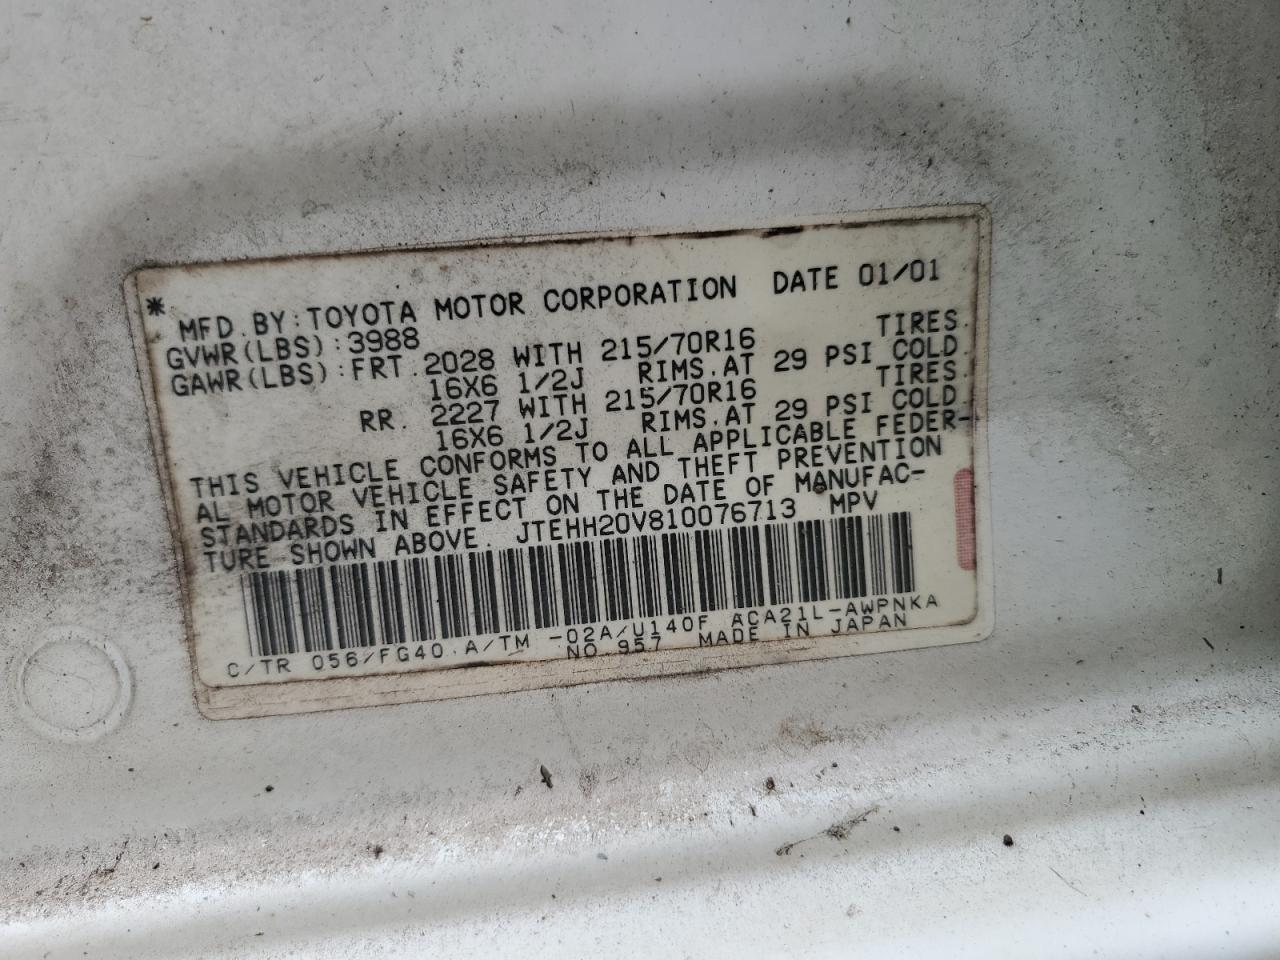 * MFD.BY:TOYOTA MOTOR CORPORATION DATE 01/01
GVWR(LBS):3988 TIRES.
GAWR(LBS):FRT.2028 WITH 215/70R16 RIMS.AT 29 PSI COLD.
16X6 1/2J TIRES.
RR. 2227 WITH 215/70R16 RIMS.AT 29 PSI COLD.
16X6 1/2J
THIS VEHICLE CONFORMS TO ALL APPLICABLE FEDER-
AL MOTOR VEHICLE SAFETY AND THEFT PREVENTION
STANDARDS IN EFFECT ON THE DATE OF MANUFAC-
TURE SHOWN ABOVE. JTEHH20V810076713 MPV
C/TR 056/FG40 A/TM -02A/U140F ACA21L-AWPNKA
NO.957 MADE IN JAPAN